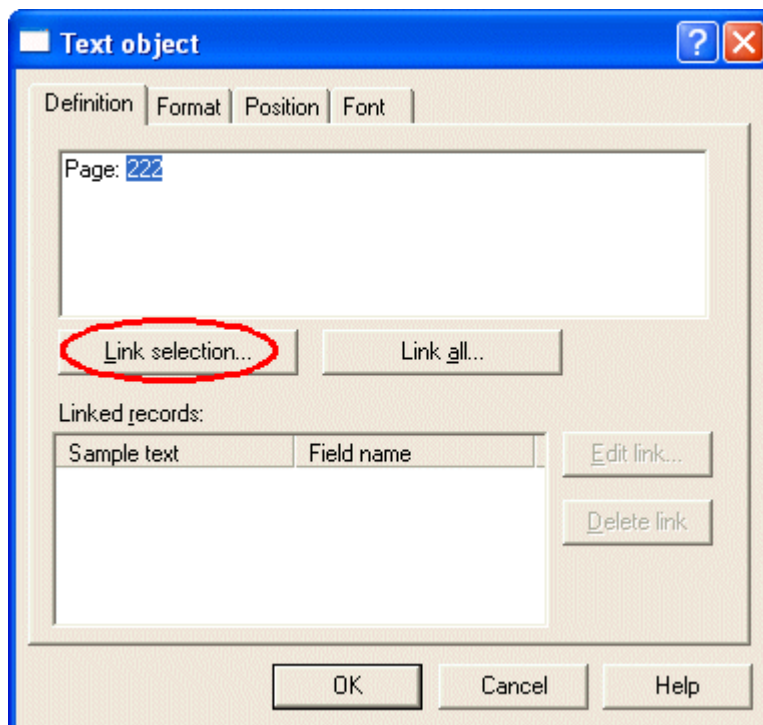 Text object
Definition Format Position Font
Page: 222
Link selection... Link all...
Linked records:
Sample text Field name
Edit link...
Delete link
OK Cancel Help